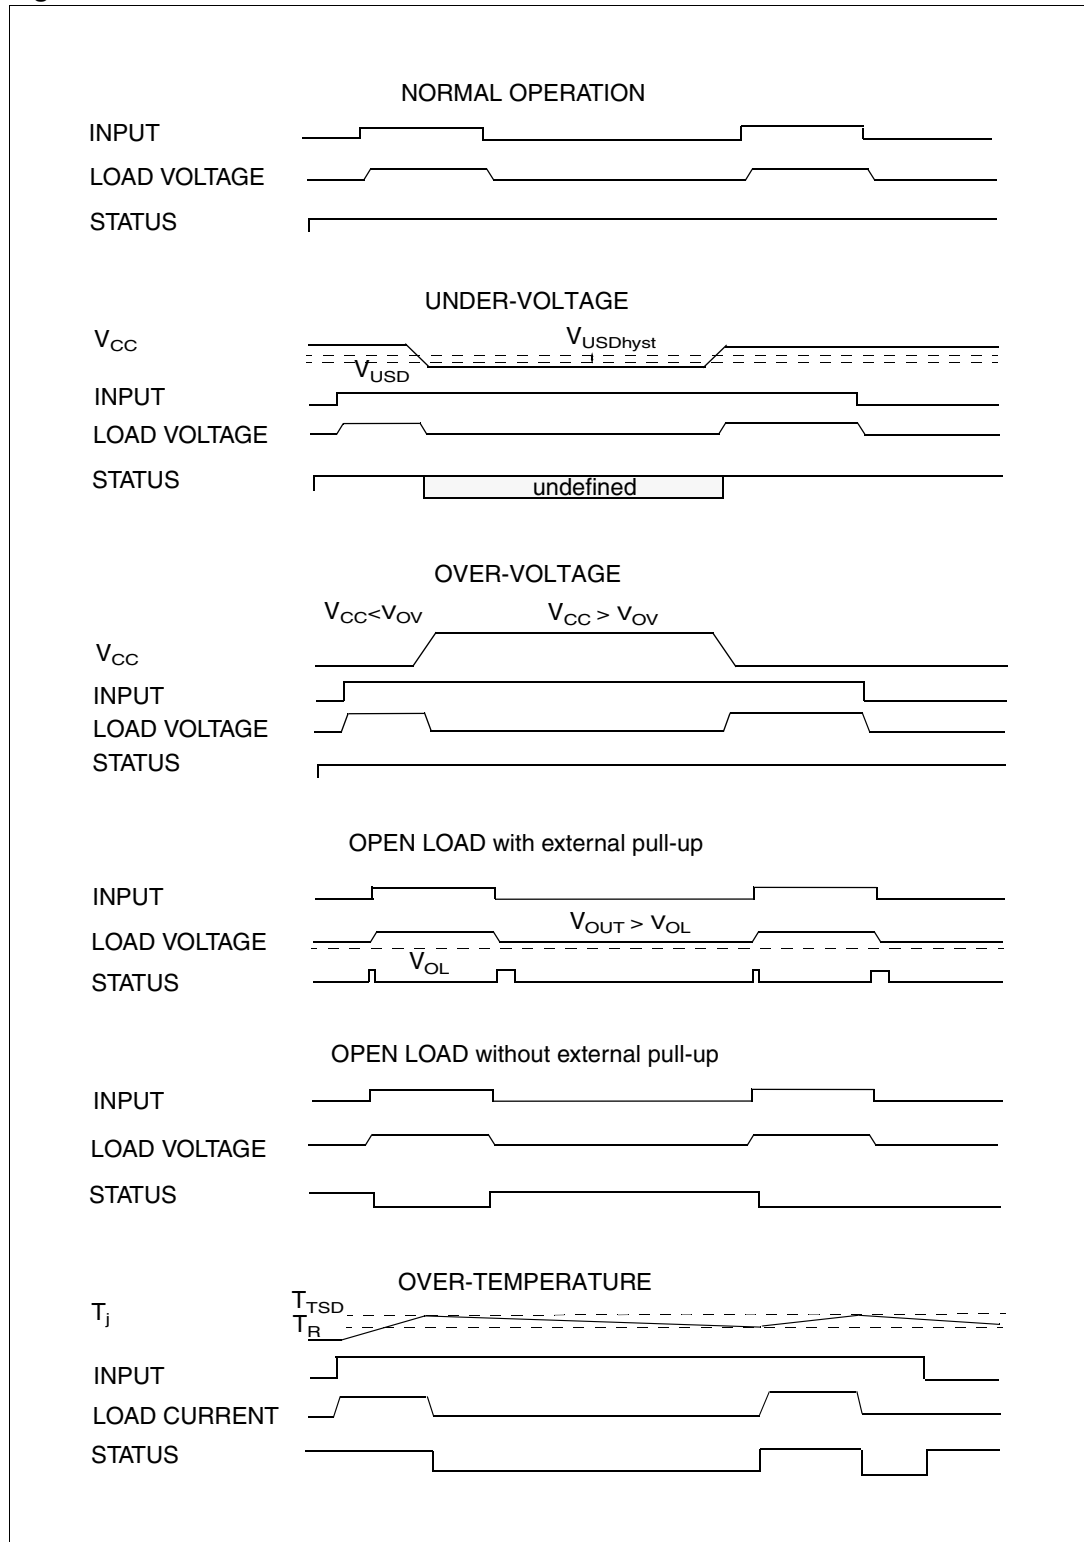 NORMAL OPERATION
INPUT
LOAD VOLTAGE
STATUS
UNDER-VOLTAGE
VCC
VUSDhyst
VUSD
INPUT
LOAD VOLTAGE
STATUS
undefined
OVER-VOLTAGE
VCC<VOV
VCC > VOV
VCC
INPUT
LOAD VOLTAGE
STATUS
OPEN LOAD with external pull-up
INPUT
VOUT > VOL
LOAD VOLTAGE
VOL
STATUS
OPEN LOAD without external pull-up
INPUT
LOAD VOLTAGE
STATUS
OVER-TEMPERATURE
Tj
TTSD
TR
INPUT
LOAD CURRENT
STATUS